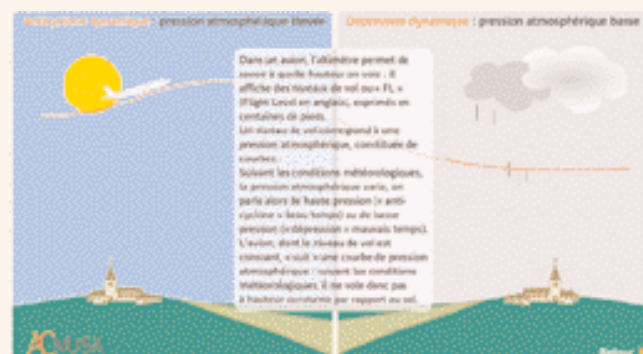 Anticyclone dynamique : pression atmosphérique élevée
Dépression dynamique : pression atmosphérique basse
Dans un avion, l'altimètre permet de
savoir à quelle hauteur on vole : il
affiche des niveaux de vol ou « FL »
(Flight Level en anglais), exprimés en
centaines de pieds.
Un niveau de vol correspond à une
pression atmosphérique, constituée de
courbes.
Suivant les conditions météorologiques,
la pression atmosphérique varie, on
parle alors de haute pression (« anti-
cyclone » beau temps) ou de basse
pression (« dépression » mauvais temps).
L'avion, dont le niveau de vol est
constant, « suit » une courbe de pression
atmosphérique : suivant les conditions
météorologiques, il ne vole donc pas
à hauteur constante par rapport au sol.
ACNUSA